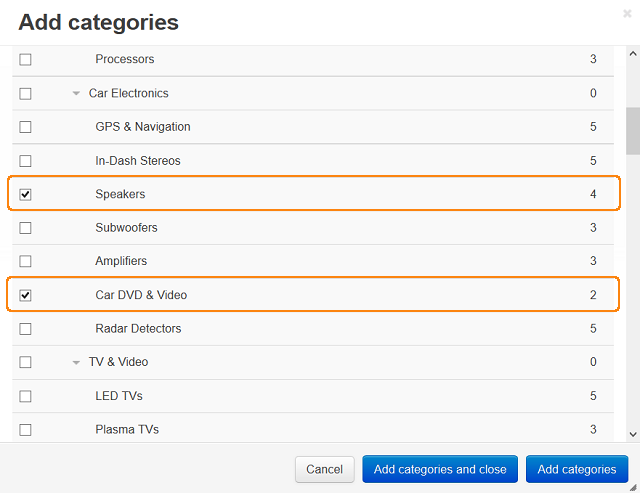 Add categories
Processors 3
Car Electronics 0
GPS & Navigation 5
In-Dash Stereos 5
Speakers 4
Subwoofers 3
Amplifiers 3
Car DVD & Video 2
Radar Detectors 5
TV & Video 0
LED TVs 5
Plasma TVs 3
Cancel Add categories and close Add categories